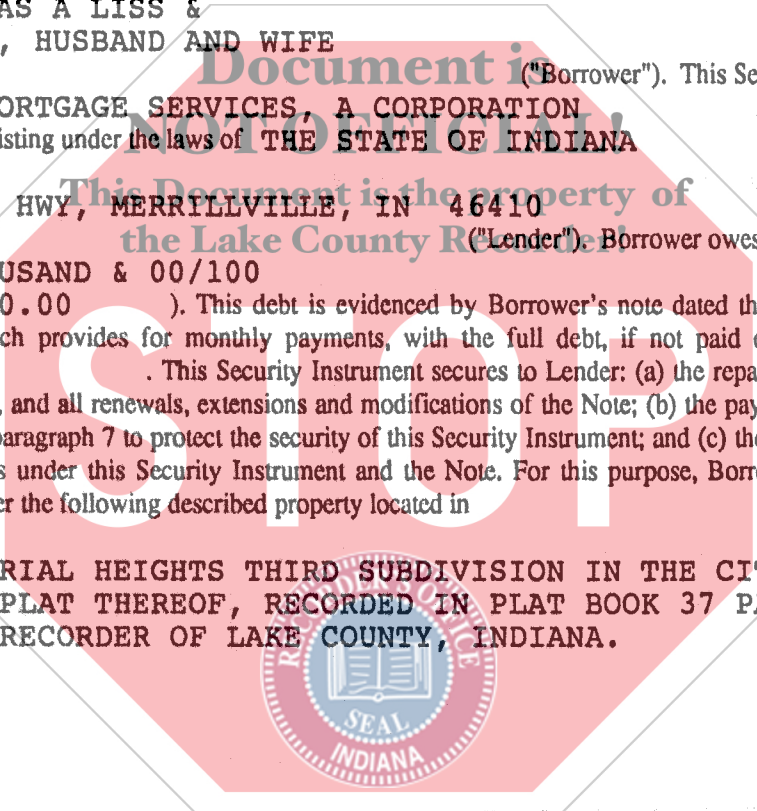 AS A LISS &
, HUSBAND AND WIFE
Document is
("Borrower"). This Se
ORTGAGE SERVICES, A CORPORATION
NOT OFFICIAL!
isting under the laws of THE STATE OF INDIANA
This Document is the property of
HWY, MERRILLVILLE, IN 46410
the Lake County Recorder!
("Lender"). Borrower owes
USAND & 00/100
0.00 ). This debt is evidenced by Borrower's note dated th
ch provides for monthly payments, with the full debt, if not paid
. This Security Instrument secures to Lender: (a) the repa
, and all renewals, extensions and modifications of the Note; (b) the pay
paragraph 7 to protect the security of this Security Instrument; and (c) the
s under this Security Instrument and the Note. For this purpose, Borr
er the following described property located in
STOP
RIAL HEIGHTS THIRD SUBDIVISION IN THE CI
PLAT THEREOF, RECORDED IN PLAT BOOK 37 P
RECORDER OF LAKE COUNTY, INDIANA.
RECORDER'S OFFICE
SEAL
INDIANA